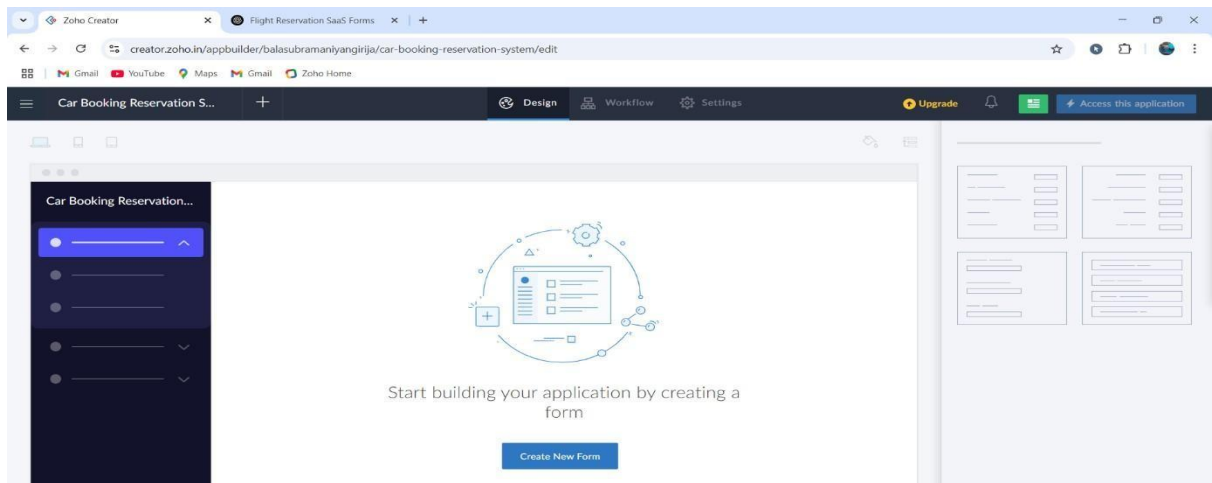 Zoho Creator
Flight Reservation SaaS Forms
creator.zoho.in/appbuilder/balasubramaniyangirija/car-booking-reservation-system/edit
Gmail YouTube Maps Gmail Zoho Home
Car Booking Reservation S... Design Workflow Settings Upgrade Access this application
Car Booking Reservation...
Start building your application by creating a
form
Create New Form